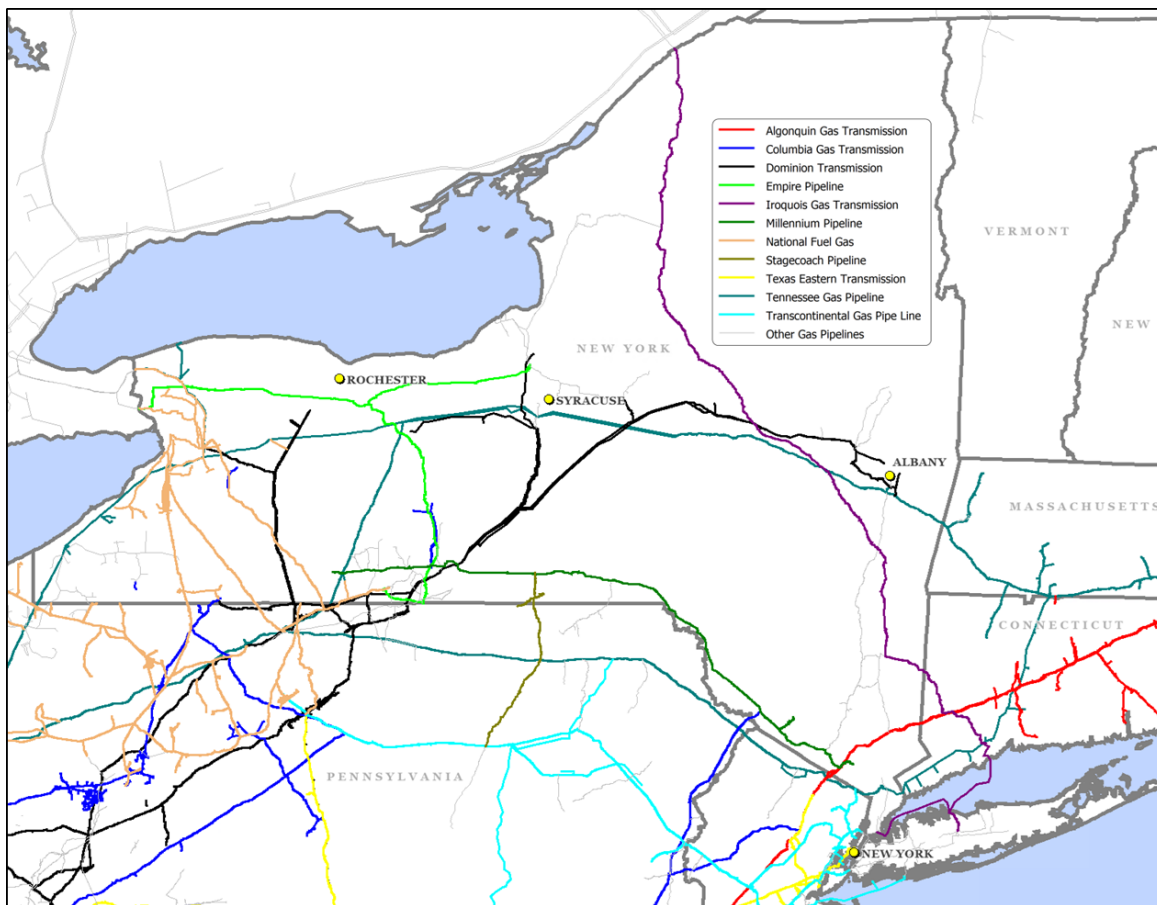 Algonquin Gas Transmission
Columbia Gas Transmission
Dominion Transmission
Empire Pipeline
Iroquois Gas Transmission
Millennium Pipeline
National Fuel Gas
Stagecoach Pipeline
Texas Eastern Transmission
Tennessee Gas Pipeline
Transcontinental Gas Pipe Line
Other Gas Pipelines
VERMONT
NEW
NEW YORK
ROCHESTER
SYRACUSE
ALBANY
MASSACHUSETTS
CONNECTICUT
PENNSYLVANIA
NEW YORK